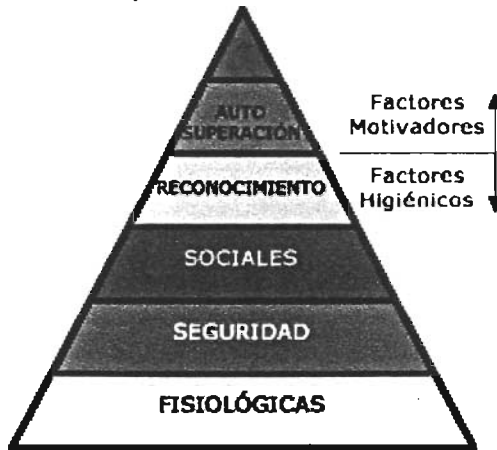 AUTO
SUPERACIÓN
Factores
Motivadores
RECONOCIMIENTO
Factores
Higiénicos
SOCIALES
SEGURIDAD
FISIOLÓGICAS